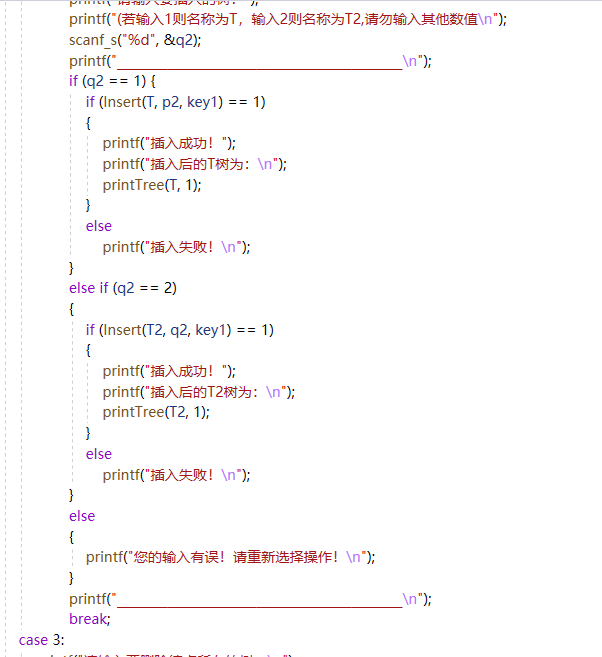 printf("请输入要插入的树: ");
printf("(若输入1则名称为T，输入2则名称为T2,请勿输入其他数值\n");
scanf_s("%d", &q2);
printf("______________________________________\n");
if (q2 == 1) {
if (Insert(T, p2, key1) == 1)
{
printf("插入成功！");
printf("插入后的T树为：\n");
printTree(T, 1);
}
else
printf("插入失败！\n");
}
else if (q2 == 2)
{
if (Insert(T2, q2, key1) == 1)
{
printf("插入成功！");
printf("插入后的T2树为：\n");
printTree(T2, 1);
}
else
printf("插入失败！\n");
}
else
{
printf("您的输入有误！请重新选择操作！\n");
}
printf("______________________________________\n");
break;
case 3: